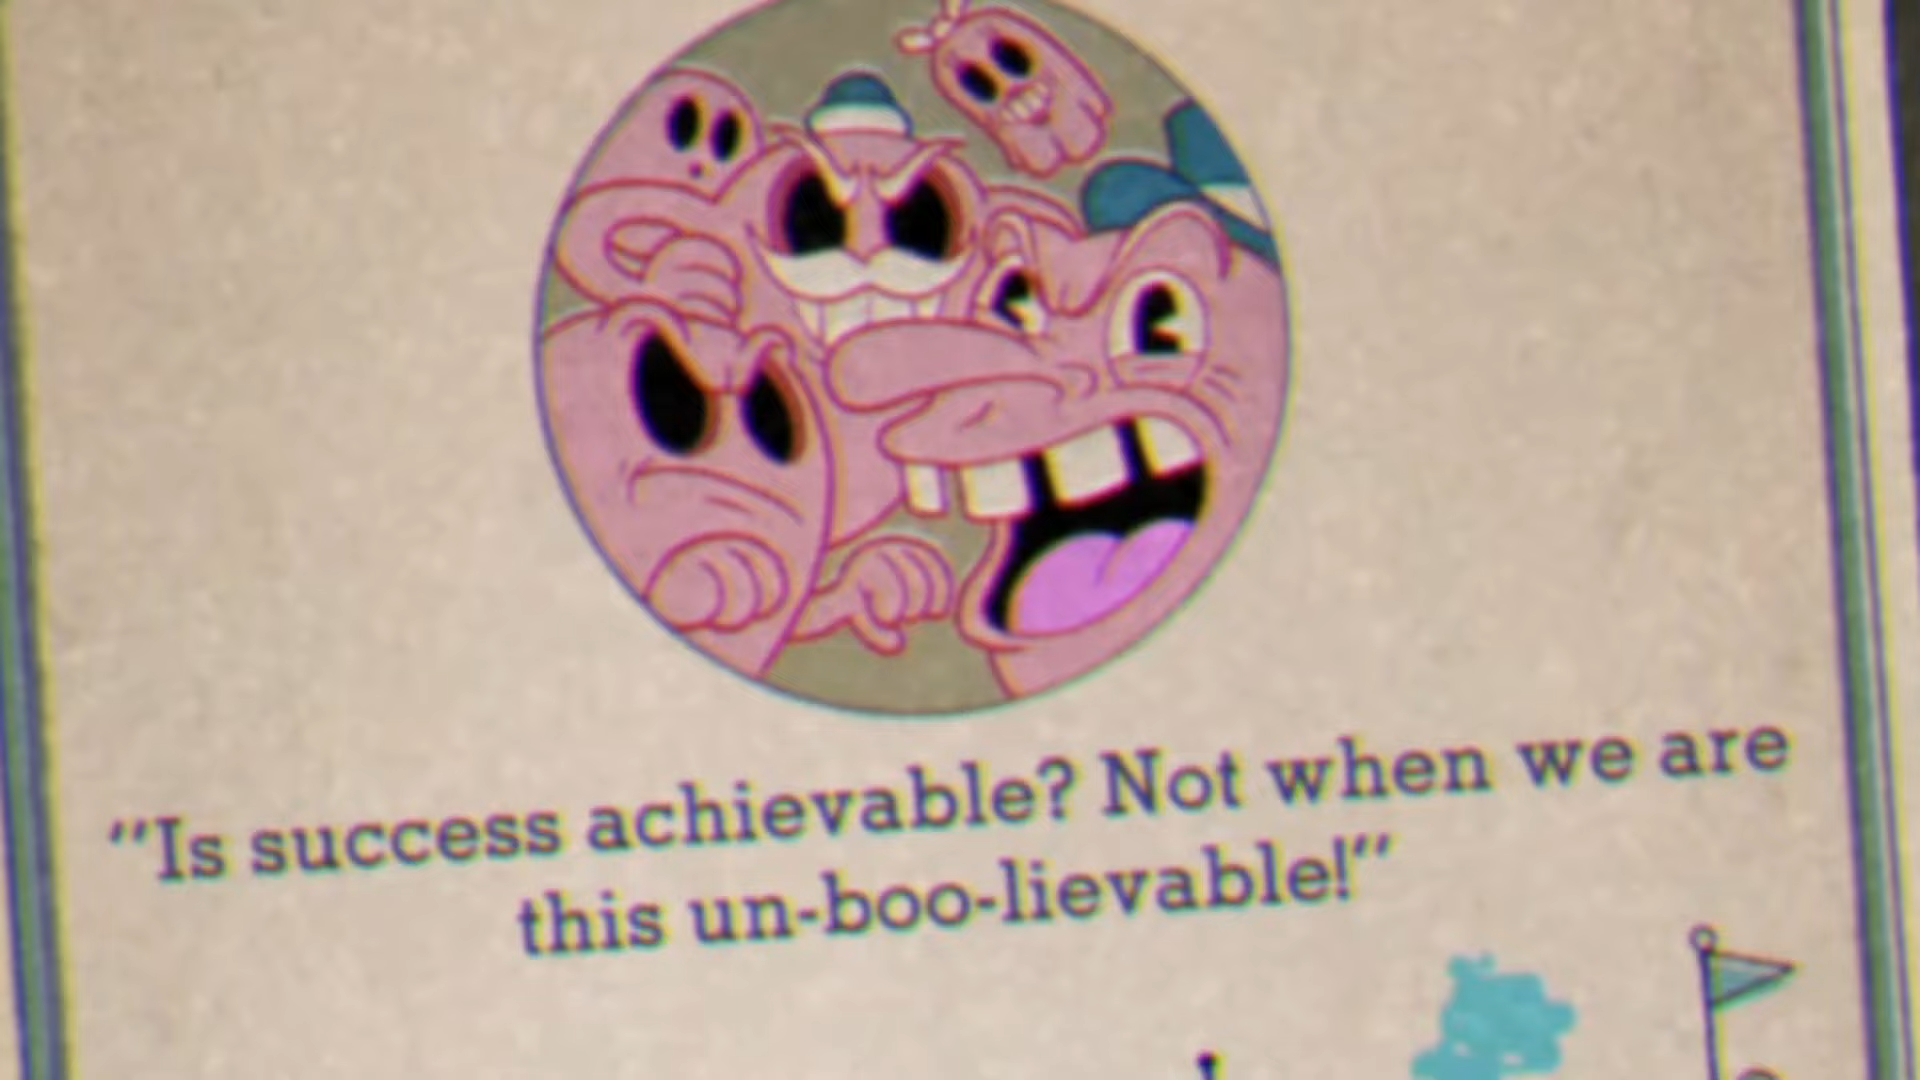 “Is success achievable? Not when we are
this un-boo-lievable!”